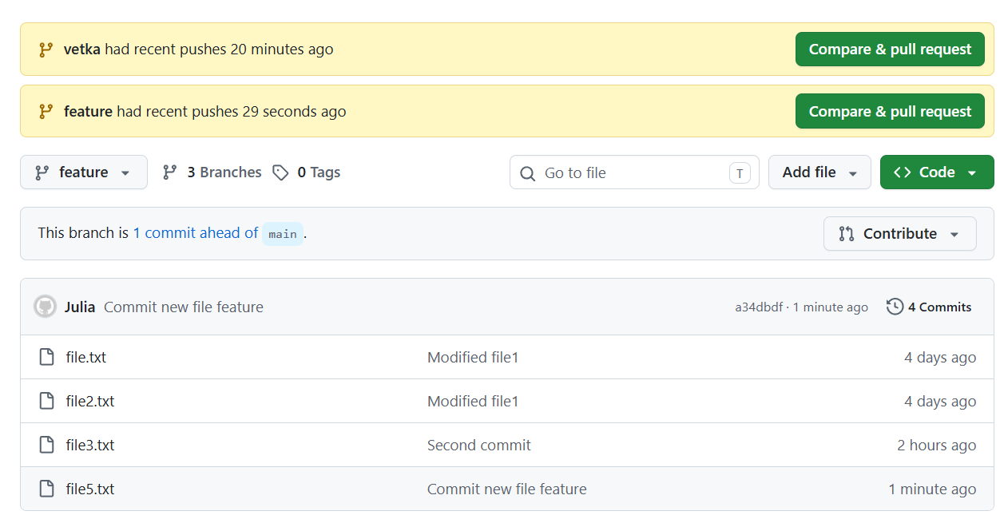 vetka had recent pushes 20 minutes ago
Compare & pull request
feature had recent pushes 29 seconds ago
Compare & pull request
feature
3 Branches
0 Tags
Go to file
T
Add file
Code
This branch is 1 commit ahead of main.
Contribute
Julia Commit new file feature
a34dbdf · 1 minute ago
4 Commits
file.txt Modified file1 4 days ago
file2.txt Modified file1 4 days ago
file3.txt Second commit 2 hours ago
file5.txt Commit new file feature 1 minute ago